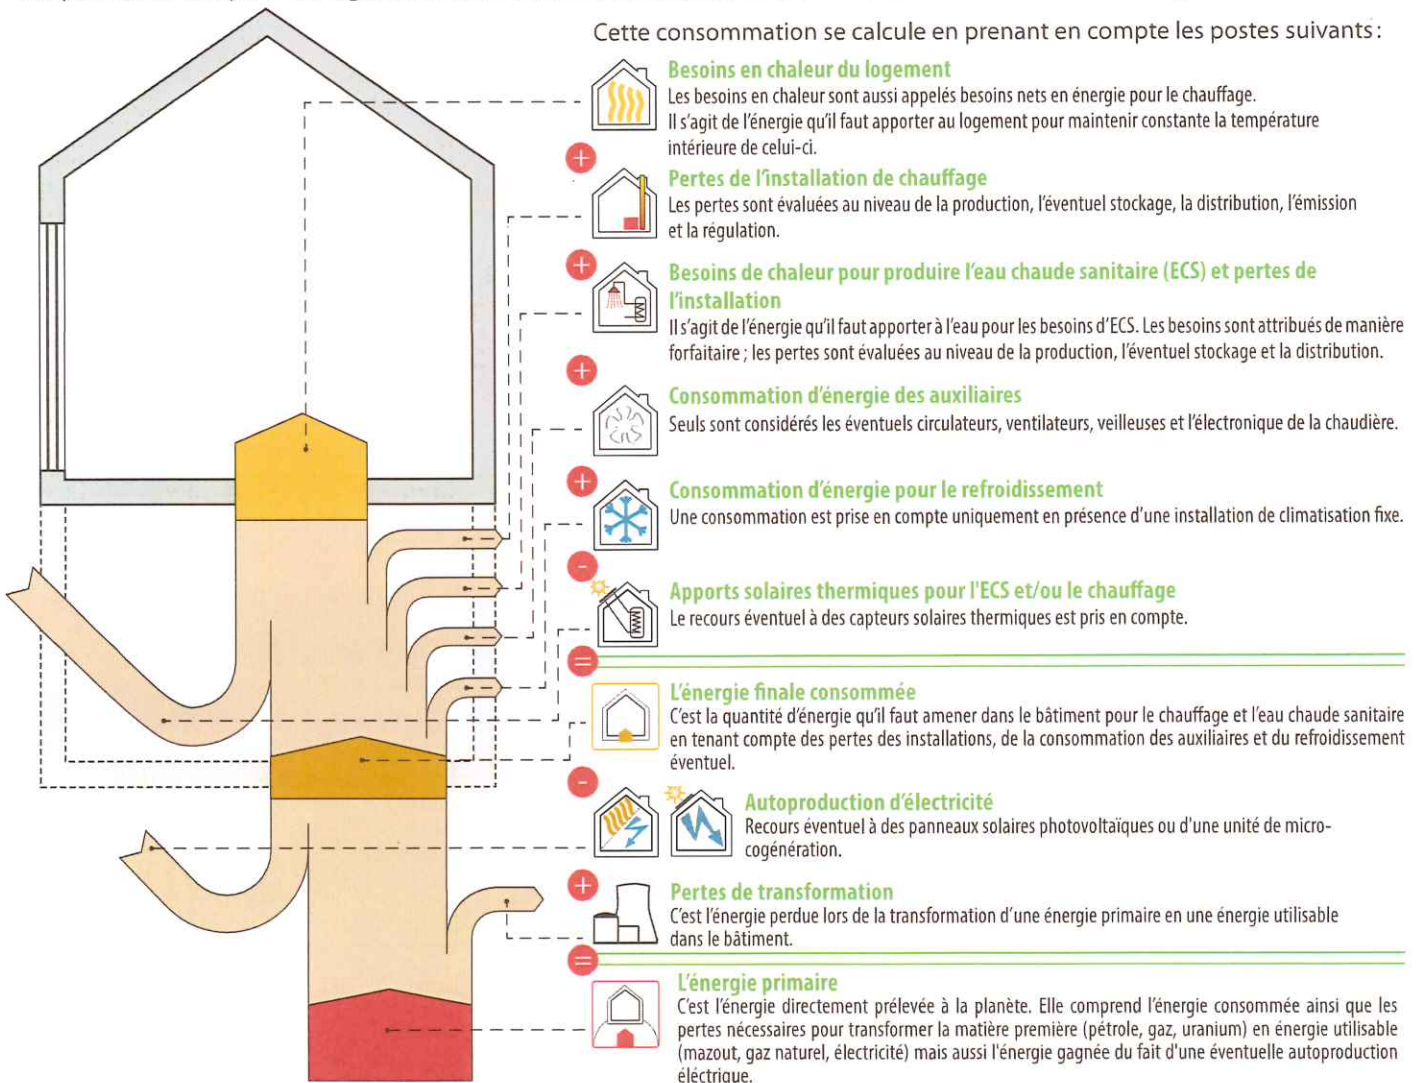 Cette consommation se calcule en prenant en compte les postes suivants :
Besoins en chaleur du logement
Les besoins en chaleur sont aussi appelés besoins nets en énergie pour le chauffage.
Il s'agit de l'énergie qu'il faut apporter au logement pour maintenir constante la température
intérieure de celui-ci.
+
Pertes de l'installation de chauffage
Les pertes sont évaluées au niveau de la production, l'éventuel stockage, la distribution, l'émission
et la régulation.
+
Besoins de chaleur pour produire l'eau chaude sanitaire (ECS) et pertes de
l'installation
Il s'agit de l'énergie qu'il faut apporter à l'eau pour les besoins d'ECS. Les besoins sont attribués de manière
forfaitaire ; les pertes sont évaluées au niveau de la production, l'éventuel stockage et la distribution.
+
Consommation d'énergie des auxiliaires
Seuls sont considérés les éventuels circulateurs, ventilateurs, veilleuses et l'électronique de la chaudière.
+
Consommation d'énergie pour le refroidissement
Une consommation est prise en compte uniquement en présence d'une installation de climatisation fixe.
-
Apports solaires thermiques pour l'ECS et/ou le chauffage
Le recours éventuel à des capteurs solaires thermiques est pris en compte.
=
L'énergie finale consommée
C'est la quantité d'énergie qu'il faut amener dans le bâtiment pour le chauffage et l'eau chaude sanitaire
en tenant compte des pertes des installations, de la consommation des auxiliaires et du refroidissement
éventuel.
-
Autoproduction d'électricité
Recours éventuel à des panneaux solaires photovoltaïques ou d'une unité de micro-
cogénération.
+
Pertes de transformation
C'est l'énergie perdue lors de la transformation d'une énergie primaire en une énergie utilisable
dans le bâtiment.
=
L'énergie primaire
C'est l'énergie directement prélevée à la planète. Elle comprend l'énergie consommée ainsi que les
pertes nécessaires pour transformer la matière première (pétrole, gaz, uranium) en énergie utilisable
(mazout, gaz naturel, électricité) mais aussi l'énergie gagnée du fait d'une éventuelle autoproduction
éléctrique.